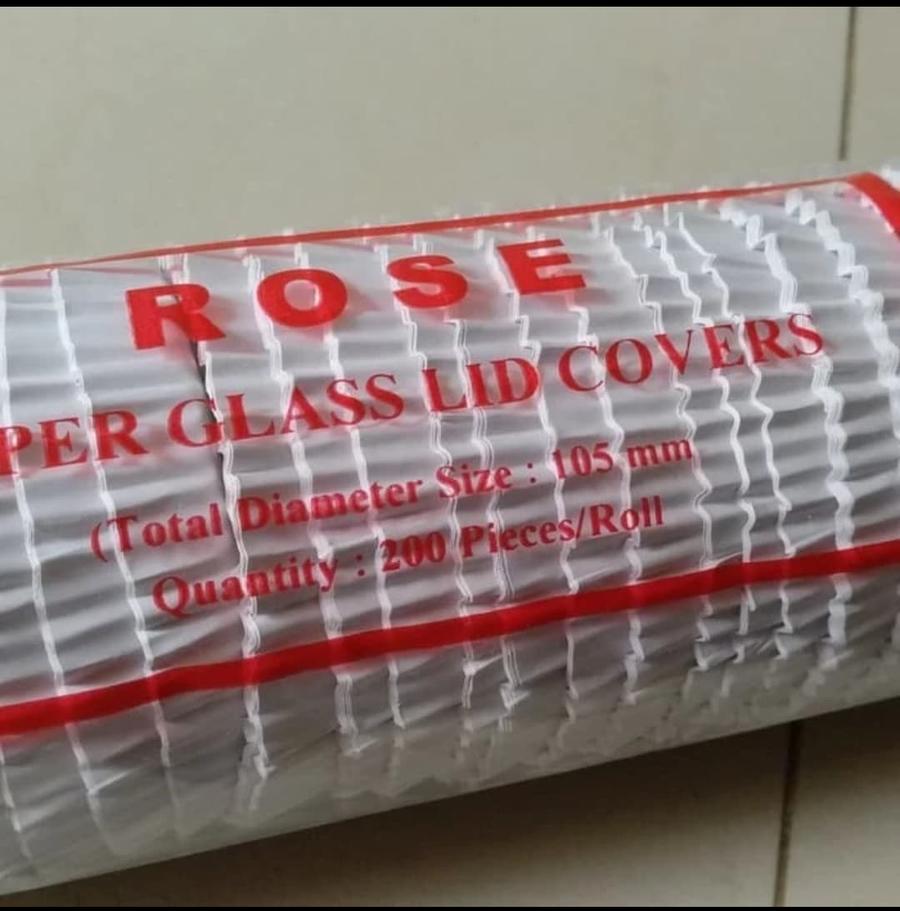 ROSE
PER GLASS LID COVERS
(Total Diameter Size : 105 mm
Quantity : 200 Pieces/Roll